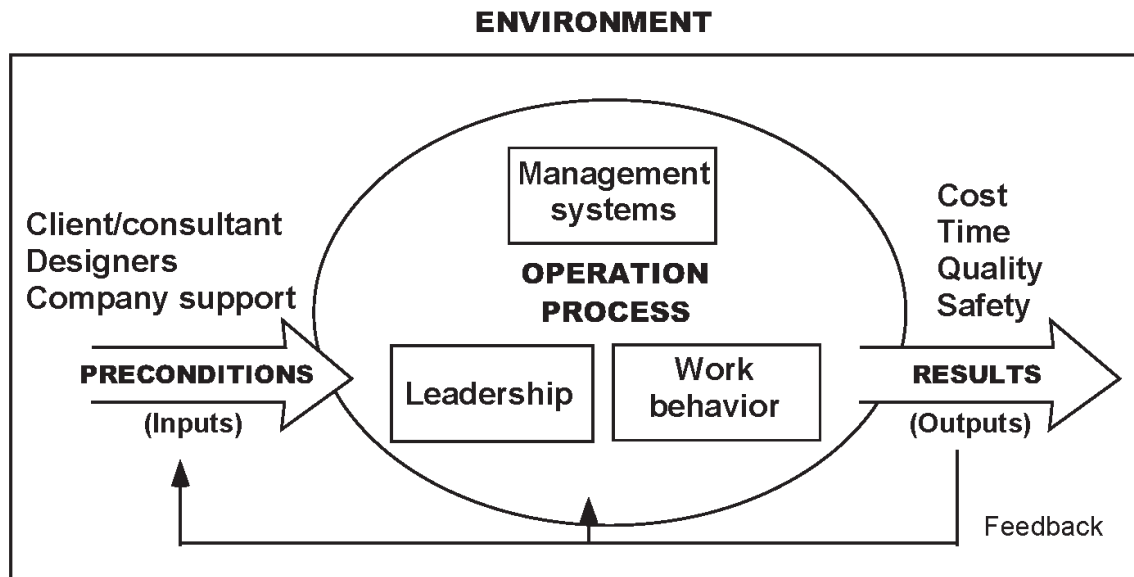 ENVIRONMENT
Client/consultant
Designers
Company support
PRECONDITIONS
(Inputs)
Management
systems
OPERATION
PROCESS
Leadership
Work
behavior
Cost
Time
Quality
Safety
RESULTS
(Outputs)
Feedback